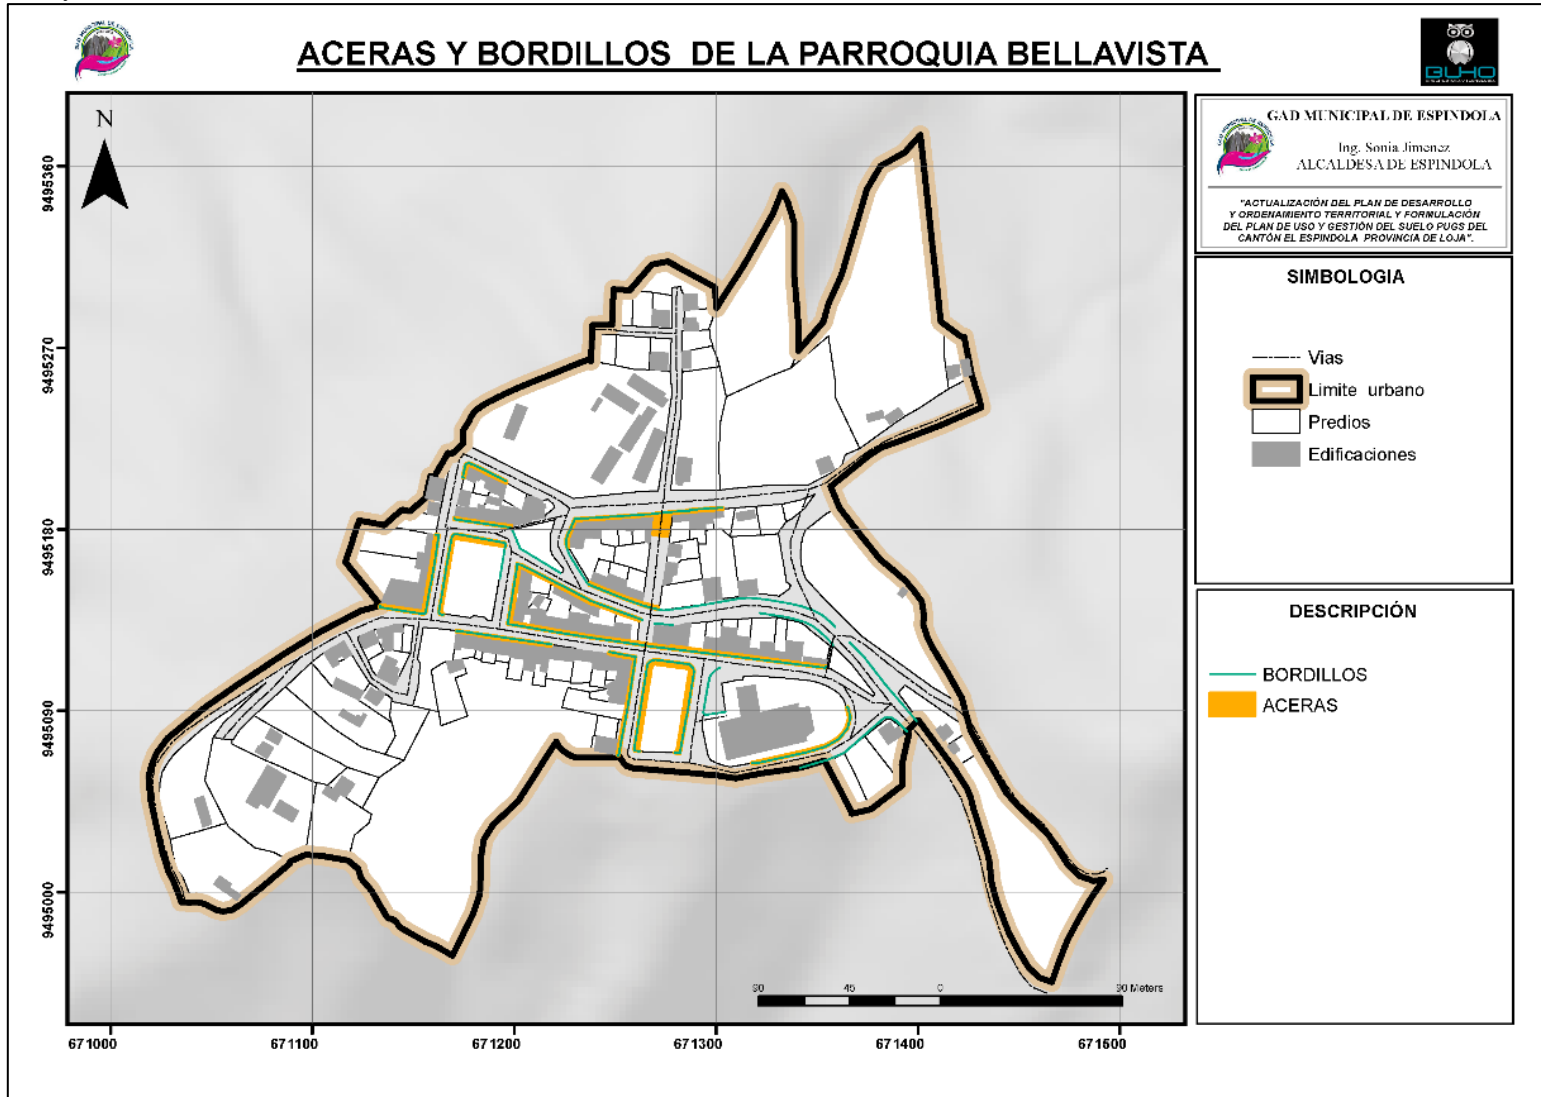 ACERAS Y BORDILLOS DE LA PARROQUIA BELLAVISTA
BUHO
GAD MUNICIPAL DE ESPINDOLA
Ing. Sonia Jimenez
ALCALDESA DE ESPINDOLA
"ACTUALIZACIÓN DEL PLAN DE DESARROLLO
Y ORDENAMIENTO TERRITORIAL Y FORMULACIÓN
DEL PLAN DE USO Y GESTIÓN DEL SUELO PUGS DEL
CANTÓN EL ESPINDOLA PROVINCIA DE LOJA".
SIMBOLOGIA
Vias
Limite urbano
Predios
Edificaciones
DESCRIPCIÓN
BORDILLOS
ACERAS
N
9495360
9495270
9495180
9495090
9495000
90 45 0 90 Meters
671000 671100 671200 671300 671400 671500